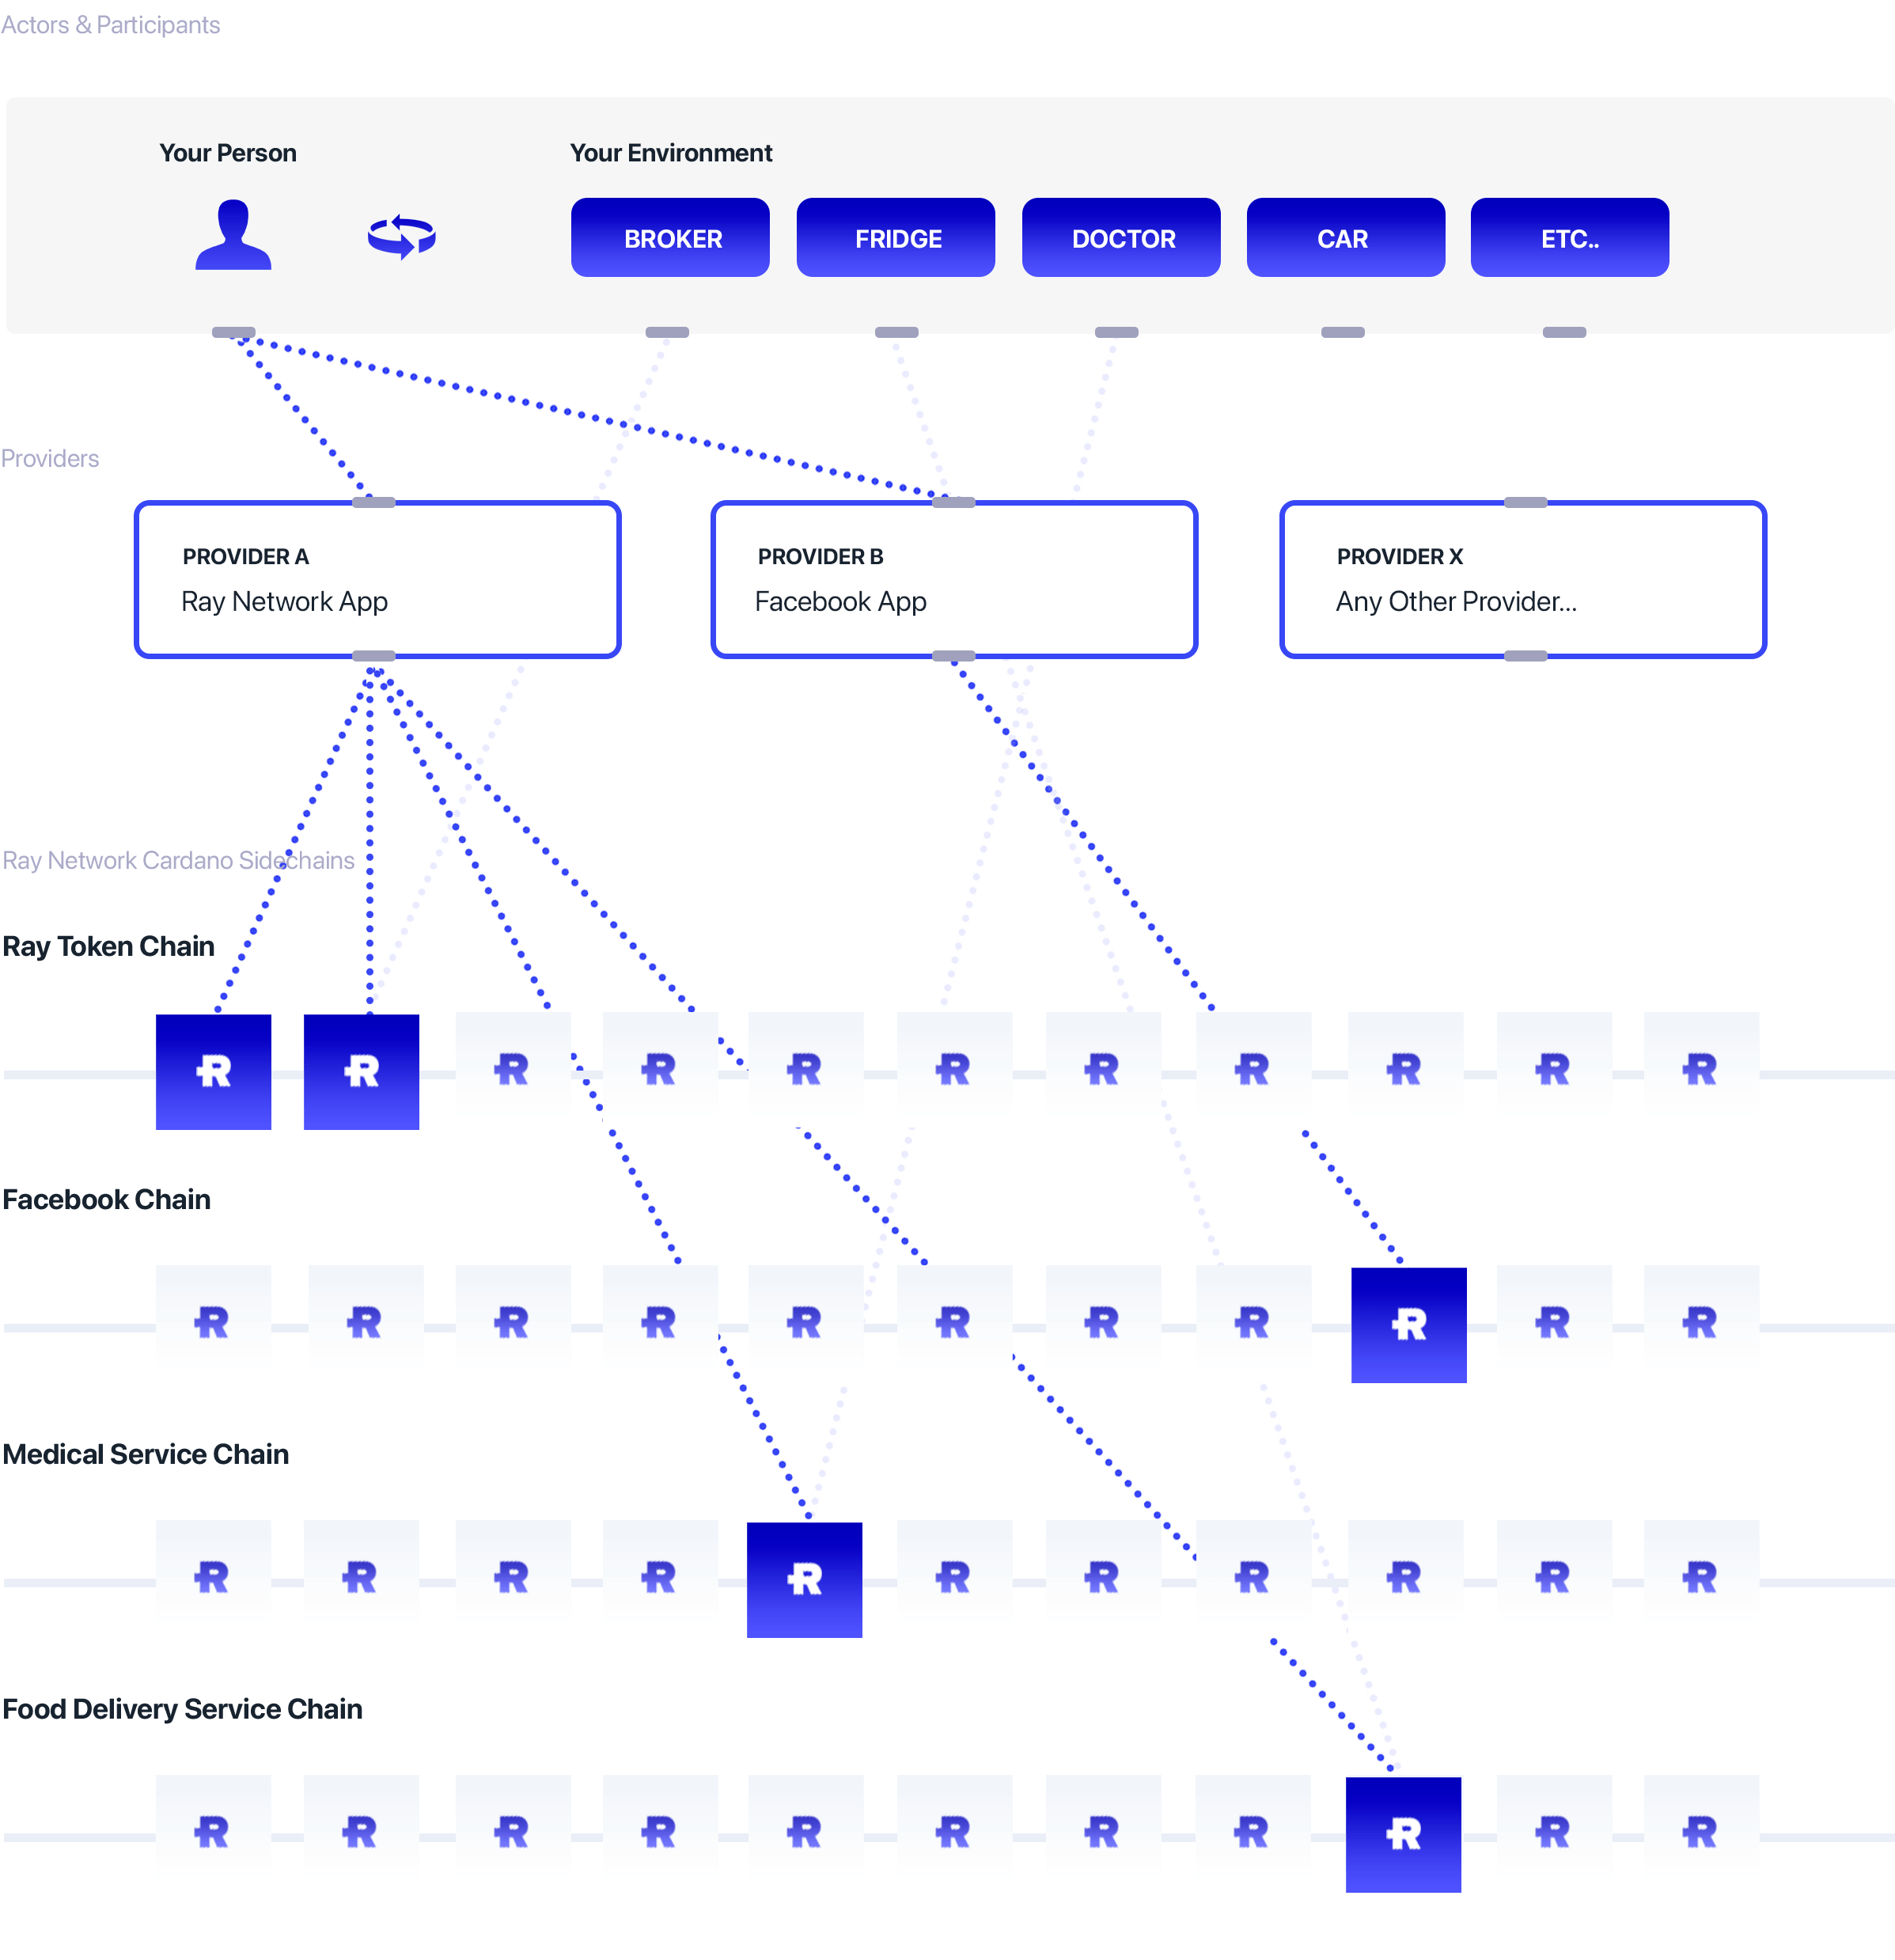 Actors & Participants
Your Person
Your Environment
BROKER
FRIDGE
DOCTOR
CAR
ETC..
Providers
PROVIDER A
Ray Network App
PROVIDER B
Facebook App
PROVIDER X
Any Other Provider...
Ray Network Cardano Sidechains
Ray Token Chain
Facebook Chain
Medical Service Chain
Food Delivery Service Chain